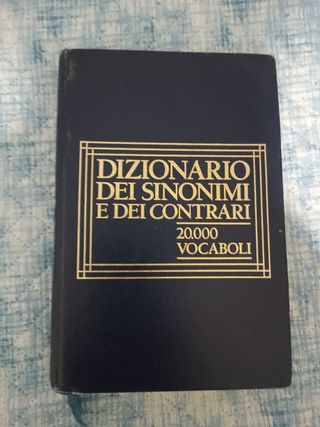 DIZIONARIO
DEI SINONIMI
E DEI CONTRARI
20.000
VOCABOLI